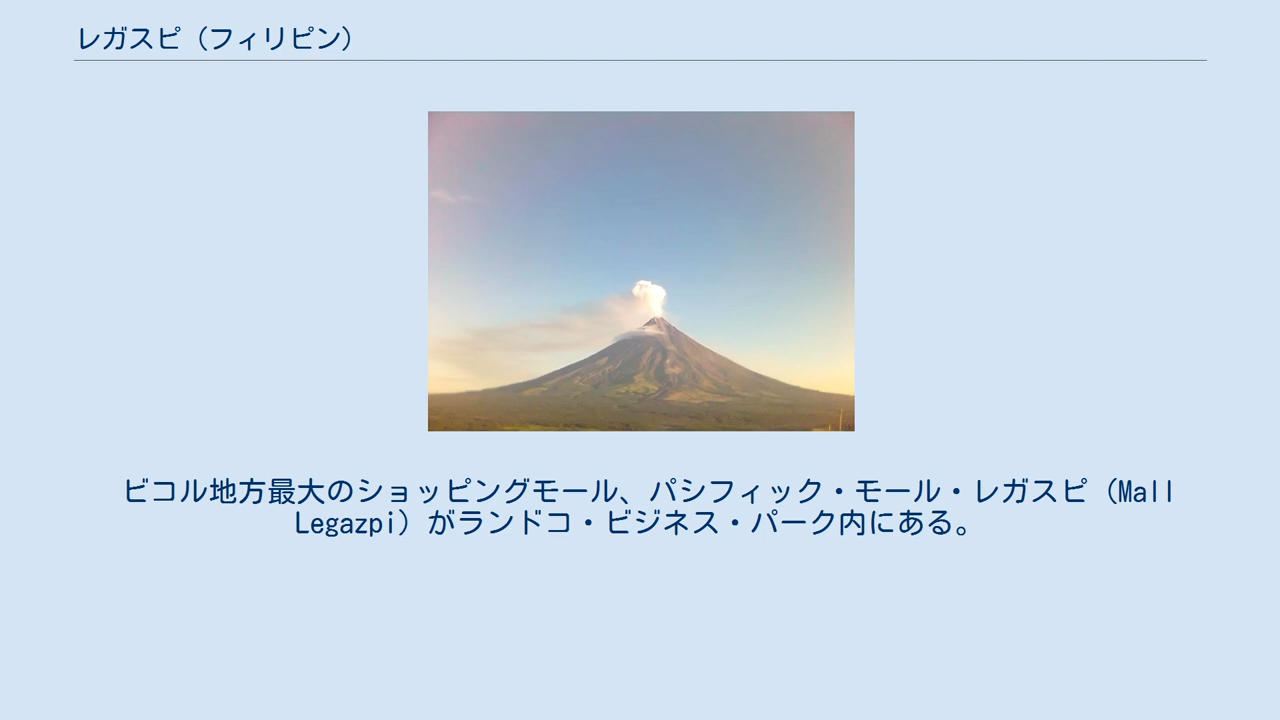 レガスピ（フィリピン）
ビコル地方最大のショッピングモール、パシフィック・モール・レガスピ（Mall
Legazpi）がランドコ・ビジネス・パーク内にある。